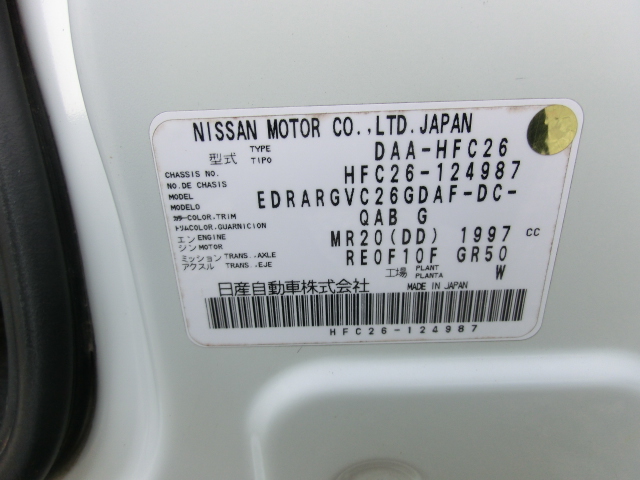 NISSAN MOTOR CO.,LTD. JAPAN
型式 TYPE TIPO DAA-HFC26
CHASSIS NO. NO. DE CHASIS HFC26-124987
MODEL MODELO EDRARGVC26GDAF-DC-
カラー COLOR, TRIM トリム COLOR, GUARNICION QAB G
エンジン ENGINE MOTOR MR20(DD) 1997 CC
ミッション TRANS., AXLE アクスル TRANS., EJE RE0F10F GR50
工場 PLANT PLANTA W
日産自動車株式会社 MADE IN JAPAN
HFC26-124987